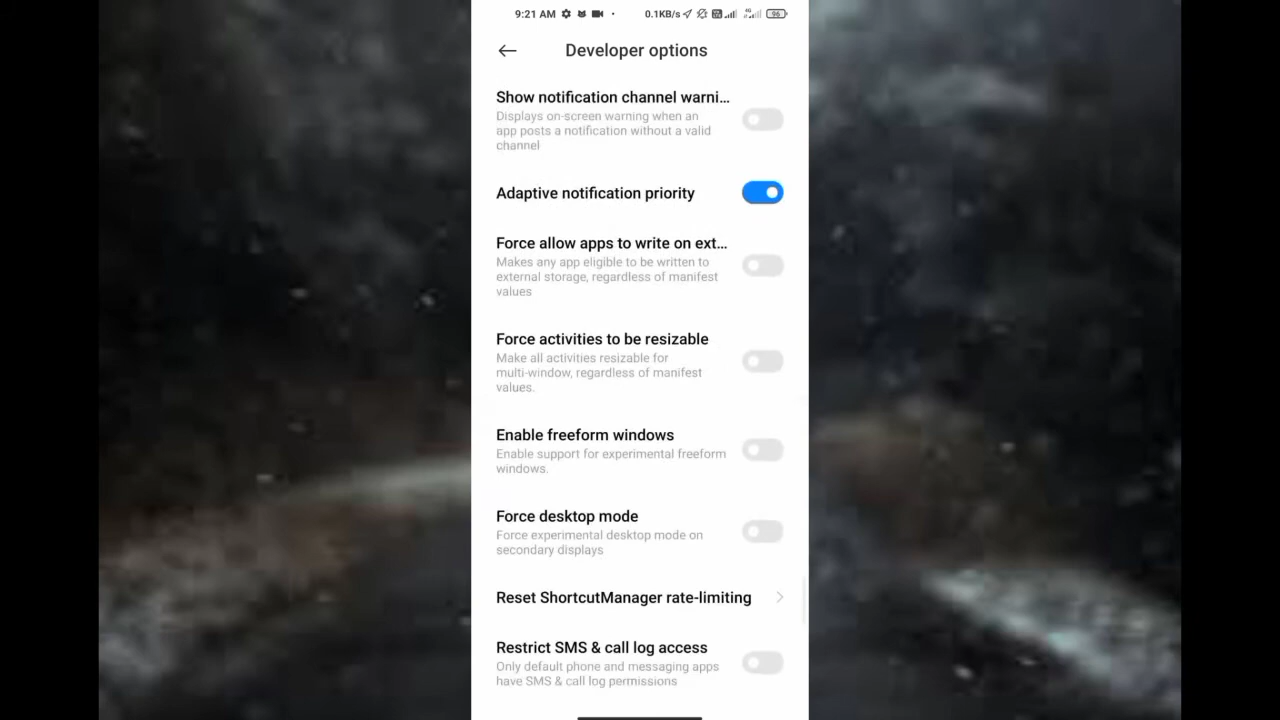 9:21 AM 0.1KB/s 4G 96
Developer options
Show notification channel warni...
Displays on-screen warning when an
app posts a notification without a valid
channel
Adaptive notification priority
Force allow apps to write on ext...
Makes any app eligible to be written to
external storage, regardless of manifest
values
Force activities to be resizable
Make all activities resizable for
multi-window, regardless of manifest
values.
Enable freeform windows
Enable support for experimental freeform
windows.
Force desktop mode
Force experimental desktop mode on
secondary displays
Reset ShortcutManager rate-limiting
Restrict SMS & call log access
Only default phone and messaging apps
have SMS & call log permissions